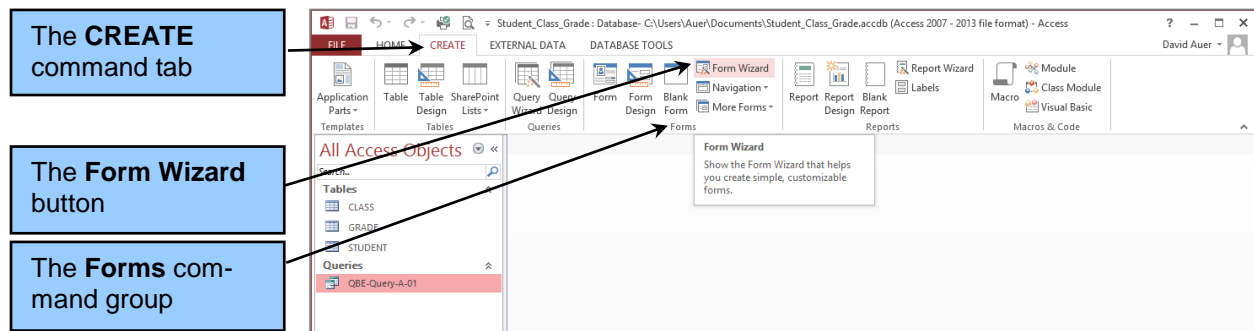 The CREATE
command tab
The Form Wizard
button
The Forms com-
mand group
Student_Class_Grade : Database- C:\Users\Auer\Documents\Student_Class_Grade.accdb (Access 2007 - 2013 file format) - Access
?
FILE HOME CREATE EXTERNAL DATA DATABASE TOOLS
David Auer
Application
Parts
Templates
Table
Table
Design
SharePoint
Lists
Tables
Query
Wizard
Query
Design
Queries
Form
Form
Design
Blank
Form
Form Wizard
Navigation
More Forms
Forms
Report
Report
Design
Blank
Report
Report Wizard
Labels
Reports
Macro
Module
Class Module
Visual Basic
Macros & Code
All Access Objects
Search...
Tables
CLASS
GRADE
STUDENT
Queries
QBE-Query-A-01
Form Wizard
Show the Form Wizard that helps
you create simple, customizable
forms.